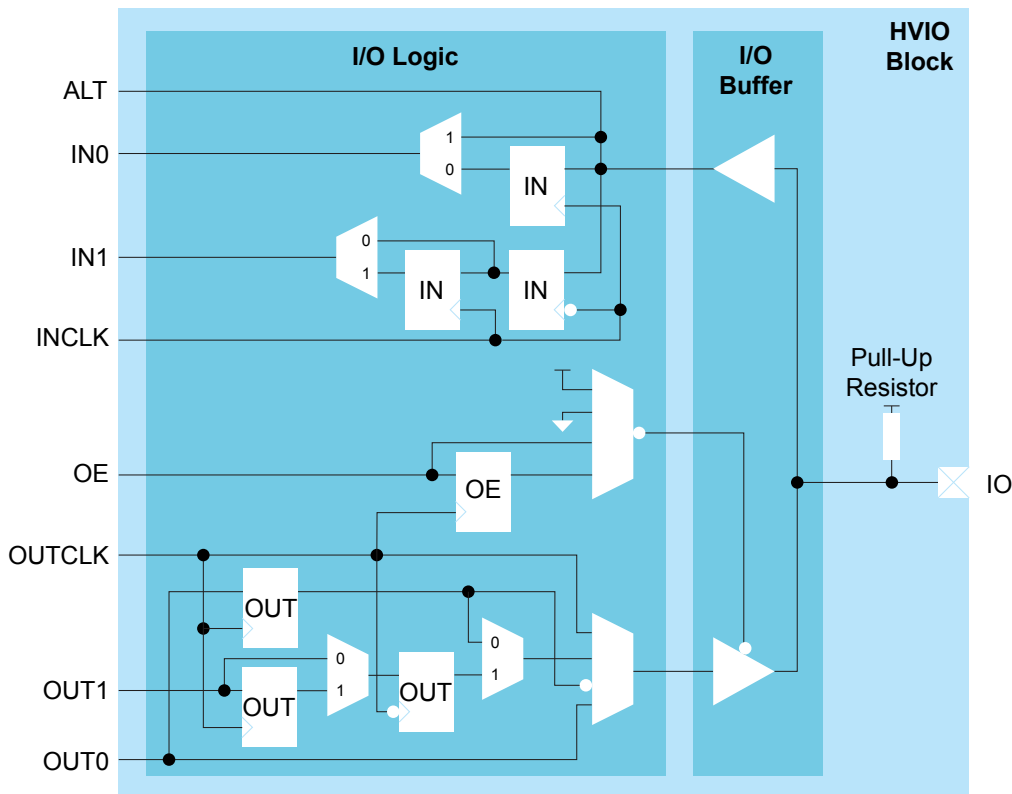 HVIO
Block
I/O Logic
I/O
Buffer
ALT
1
IN0
0
IN
0
IN1
1
IN
IN
INCLK
Pull-Up
Resistor
OE
OE
IO
OUTCLK
OUT
0
0
1
OUT1
1
OUT
OUT
OUT0